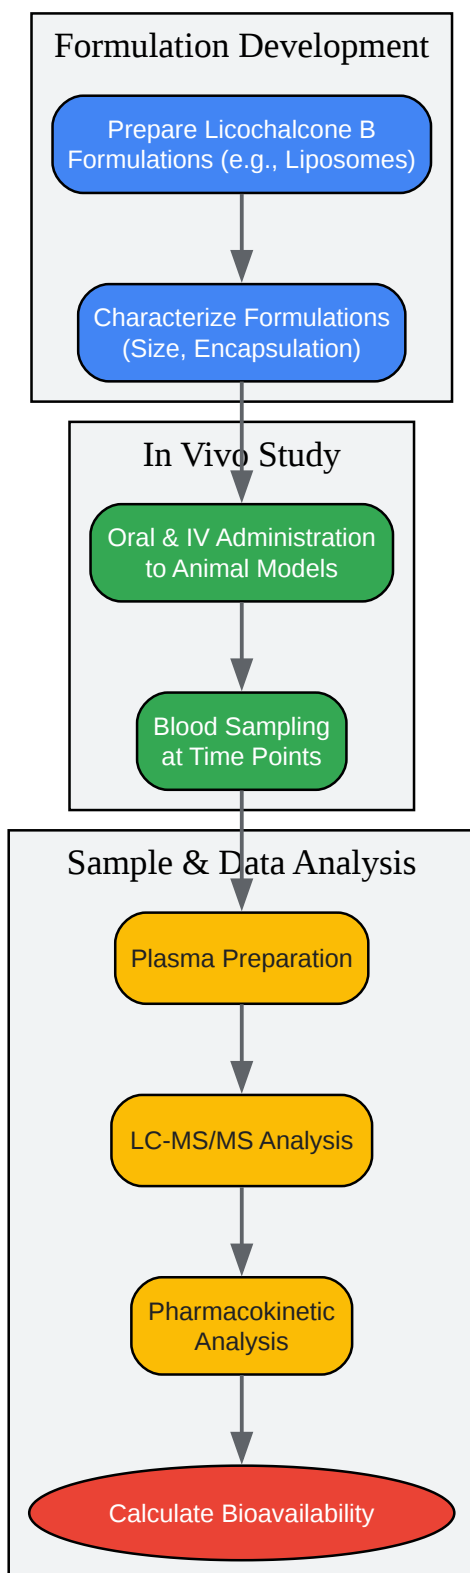 Formulation Development
Prepare Licochalcone B
Formulations (e.g., Liposomes)
Characterize Formulations
(Size, Encapsulation)
In Vivo Study
Oral & IV Administration
to Animal Models
Blood Sampling
at Time Points
Sample & Data Analysis
Plasma Preparation
LC-MS/MS Analysis
Pharmacokinetic
Analysis
Calculate Bioavailability